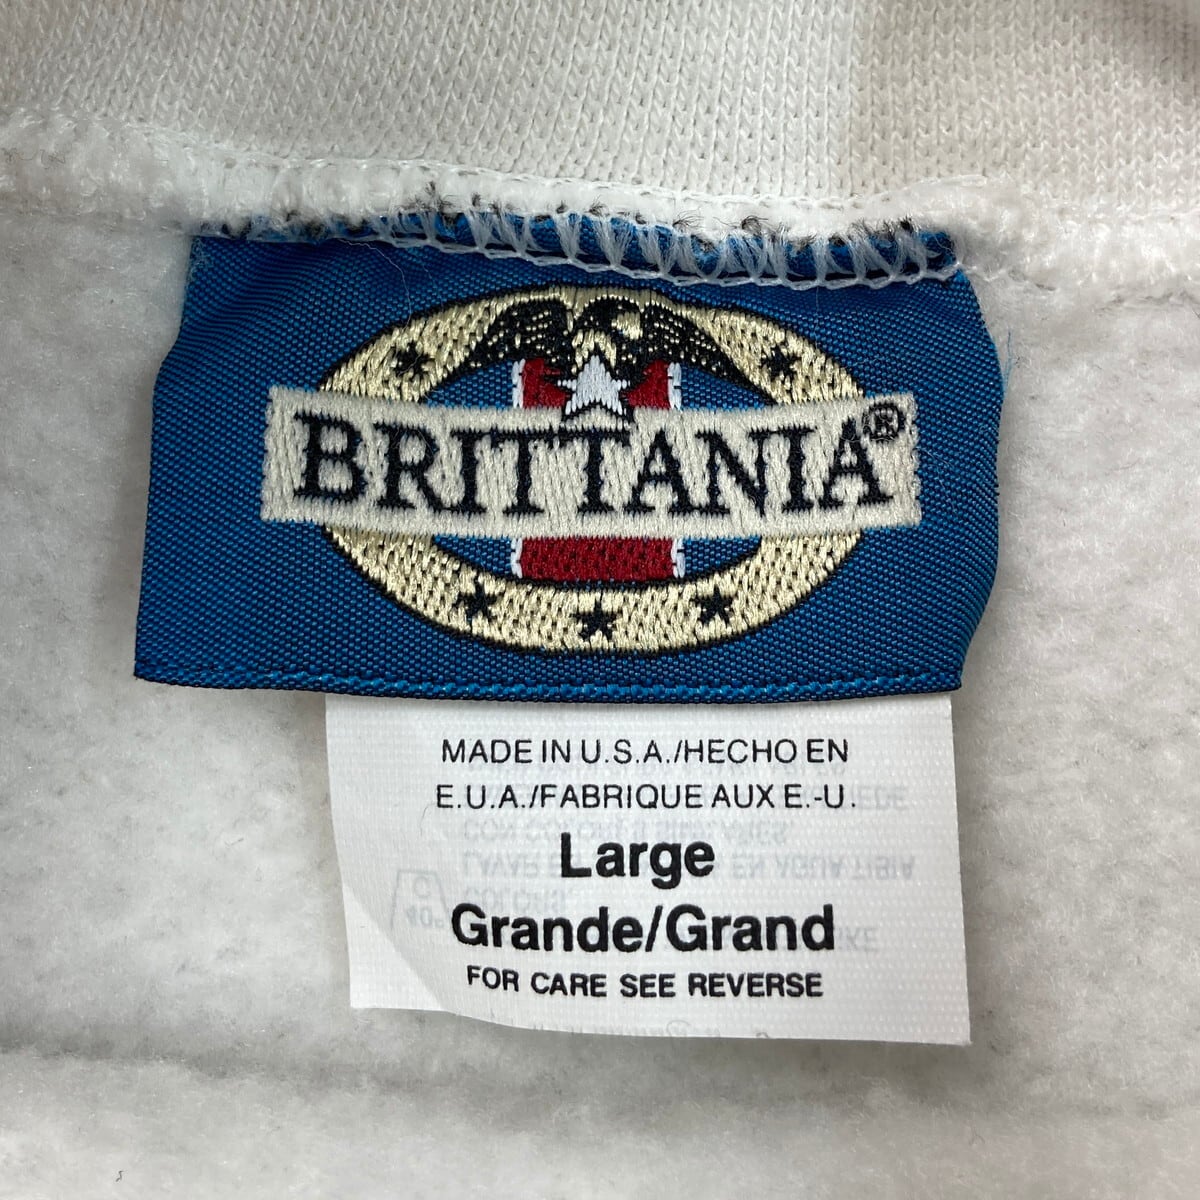 BRITTANIA®
MADE IN U.S.A./HECHO EN
E.U.A./FABRIQUE AUX E.-U.
Large
Grande/Grand
FOR CARE SEE REVERSE